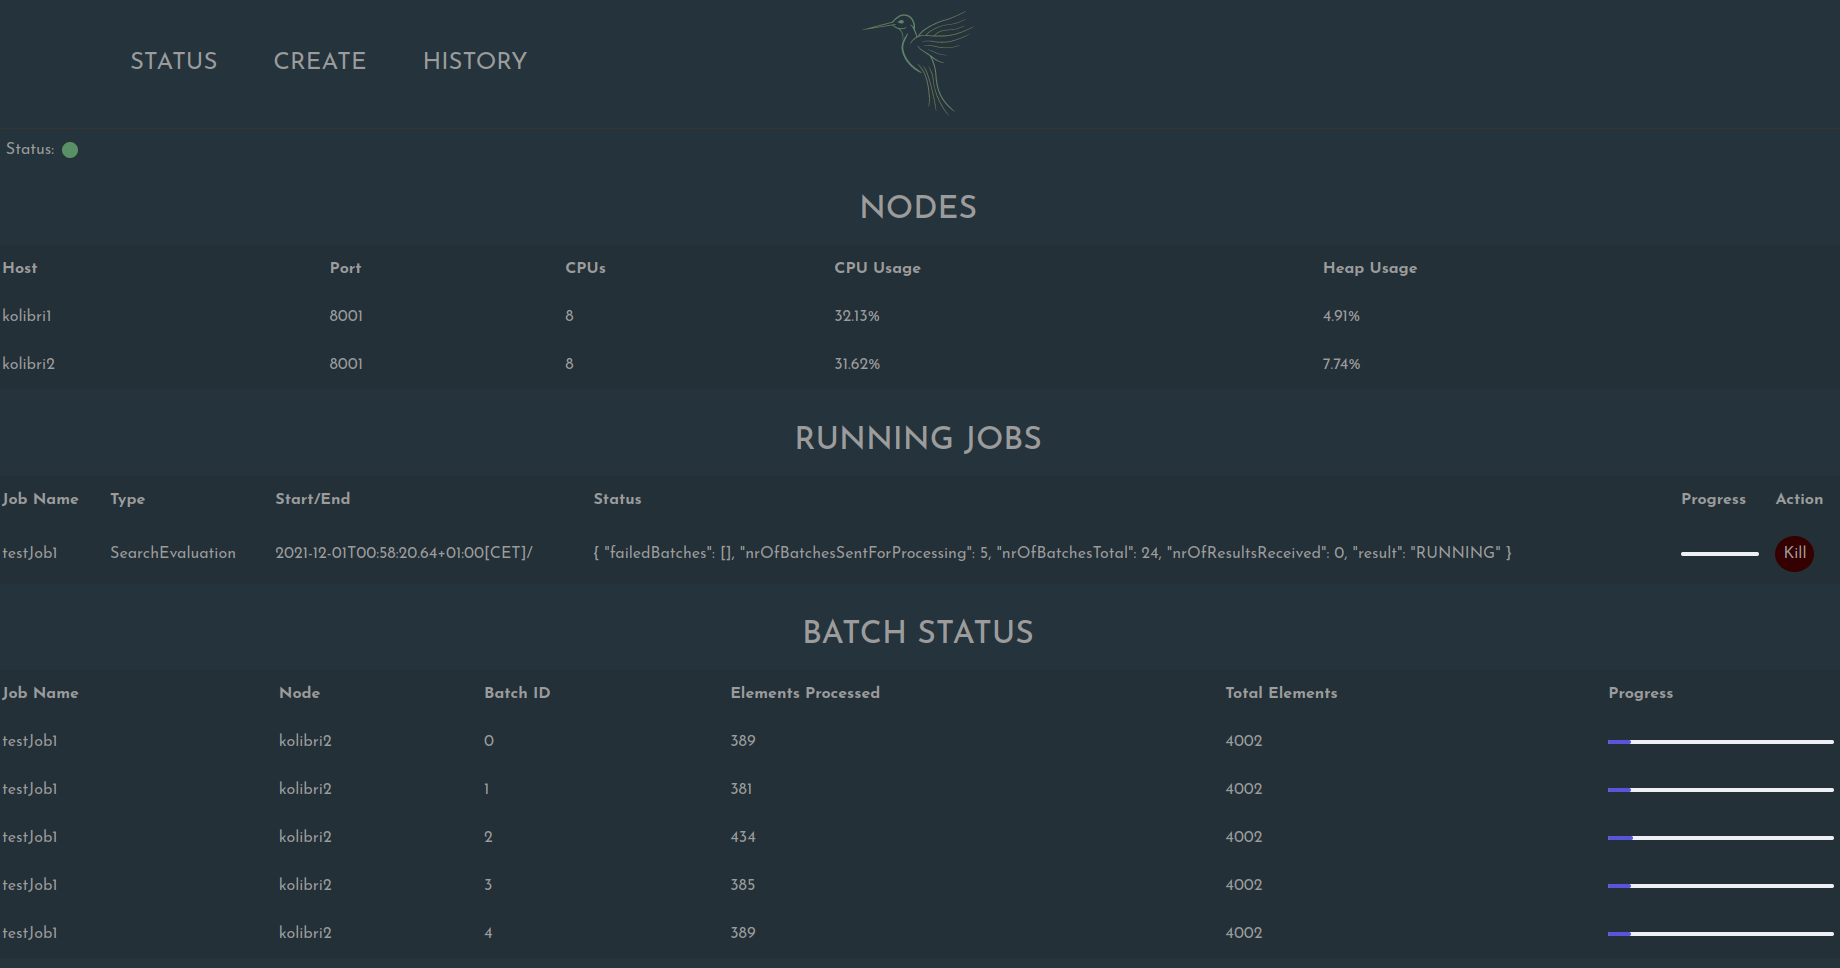 STATUS CREATE HISTORY
Status:
NODES
Host Port CPUs CPU Usage Heap Usage
kolibri1 8001 8 32.13% 4.91%
kolibri2 8001 8 31.62% 7.74%
RUNNING JOBS
Job Name Type Start/End Status Progress Action
testJob1 SearchEvaluation 2021-12-01T00:58:20.64+01:00[CET]/ { "failedBatches": [], "nrOfBatchesSentForProcessing": 5, "nrOfBatchesTotal": 24, "nrOfResultsReceived": 0, "result": "RUNNING" } Kill
BATCH STATUS
Job Name Node Batch ID Elements Processed Total Elements Progress
testJob1 kolibri2 0 389 4002
testJob1 kolibri2 1 381 4002
testJob1 kolibri2 2 434 4002
testJob1 kolibri2 3 385 4002
testJob1 kolibri2 4 389 4002